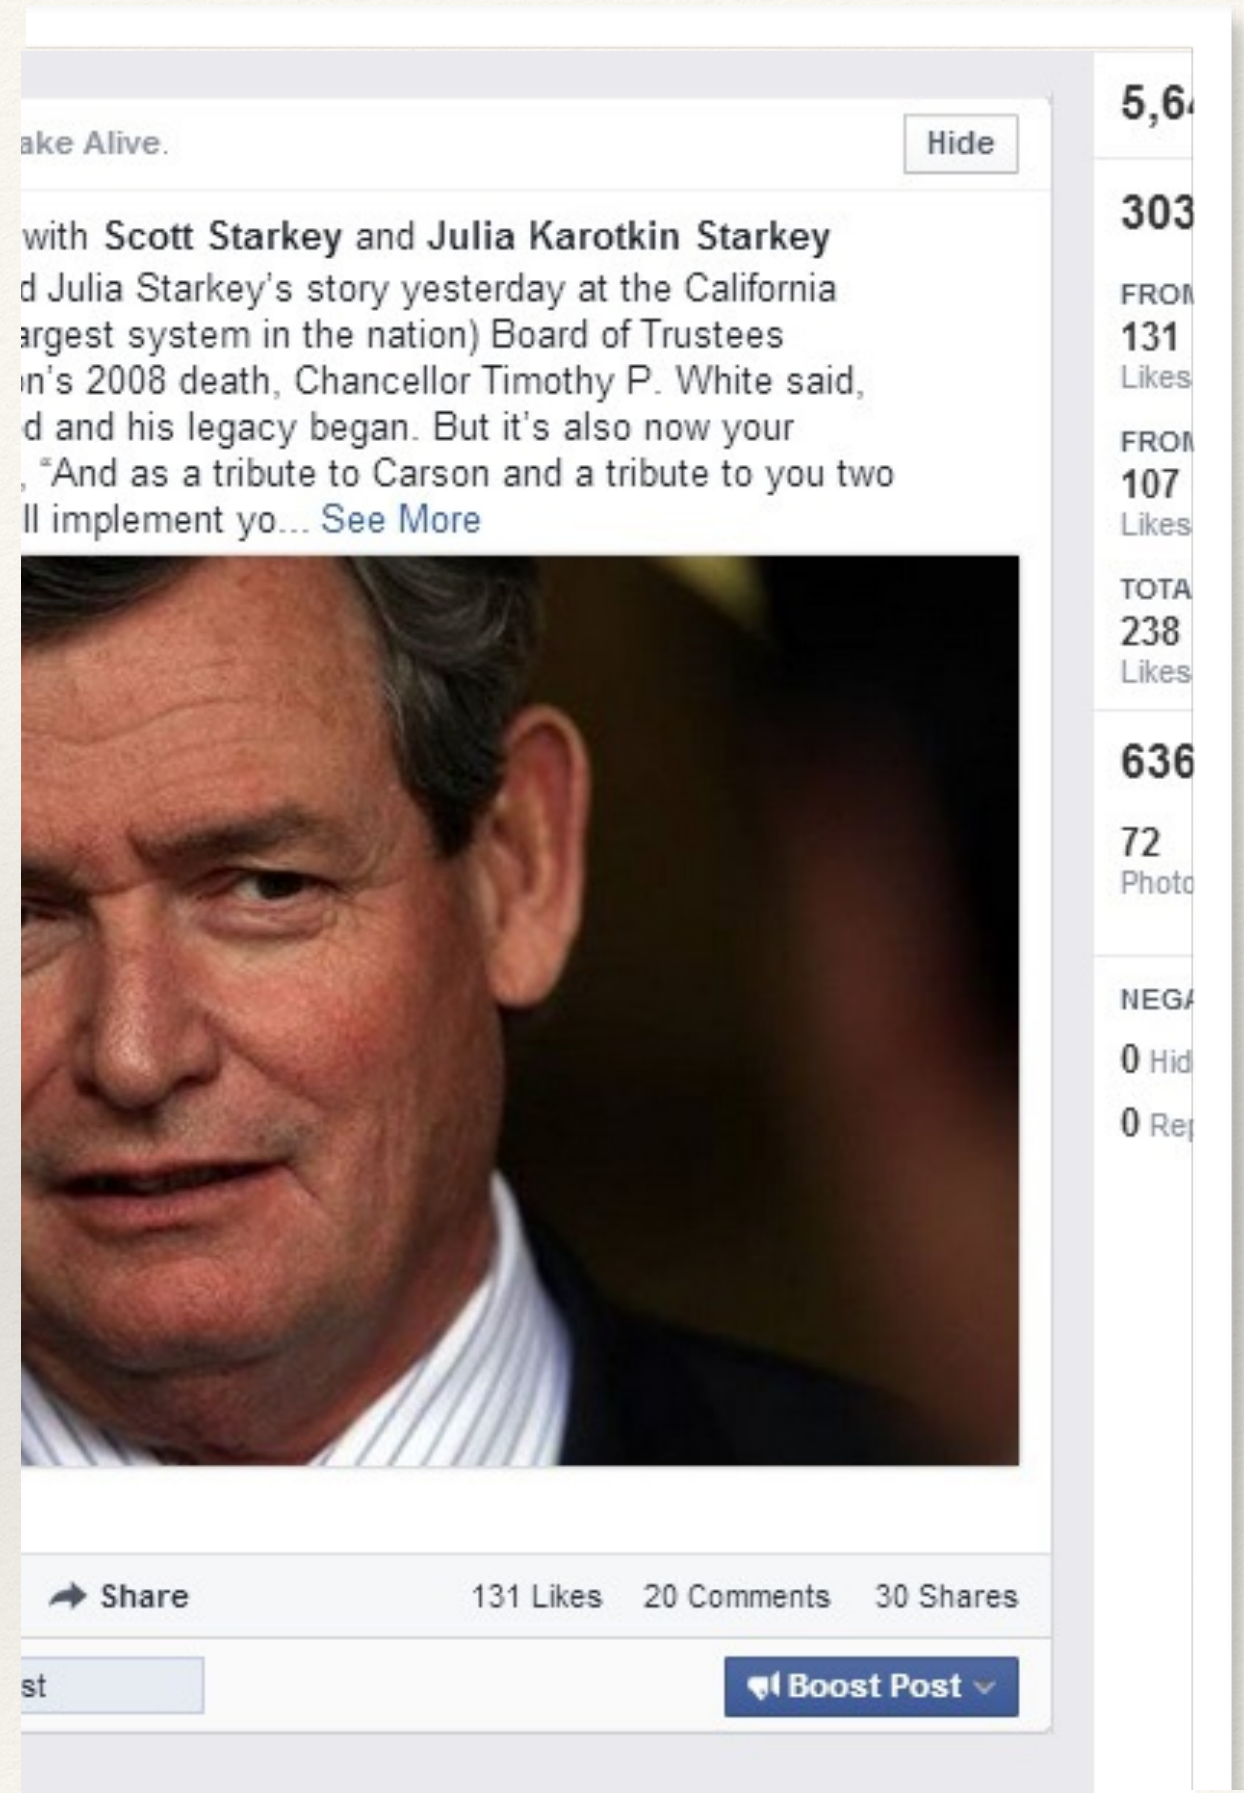 ake Alive.
Hide
with Scott Starkey and Julia Karotkin Starkey
d Julia Starkey's story yesterday at the California
argest system in the nation) Board of Trustees
n's 2008 death, Chancellor Timothy P. White said,
d and his legacy began. But it's also now your
, “And as a tribute to Carson and a tribute to you two
ll implement yo... See More
Share
131 Likes 20 Comments 30 Shares
st
Boost Post
5,6
303
FROM
131
Likes
FROM
107
Likes
TOTA
238
Likes
636
72
Photo
NEGA
0 Hid
0 Rep